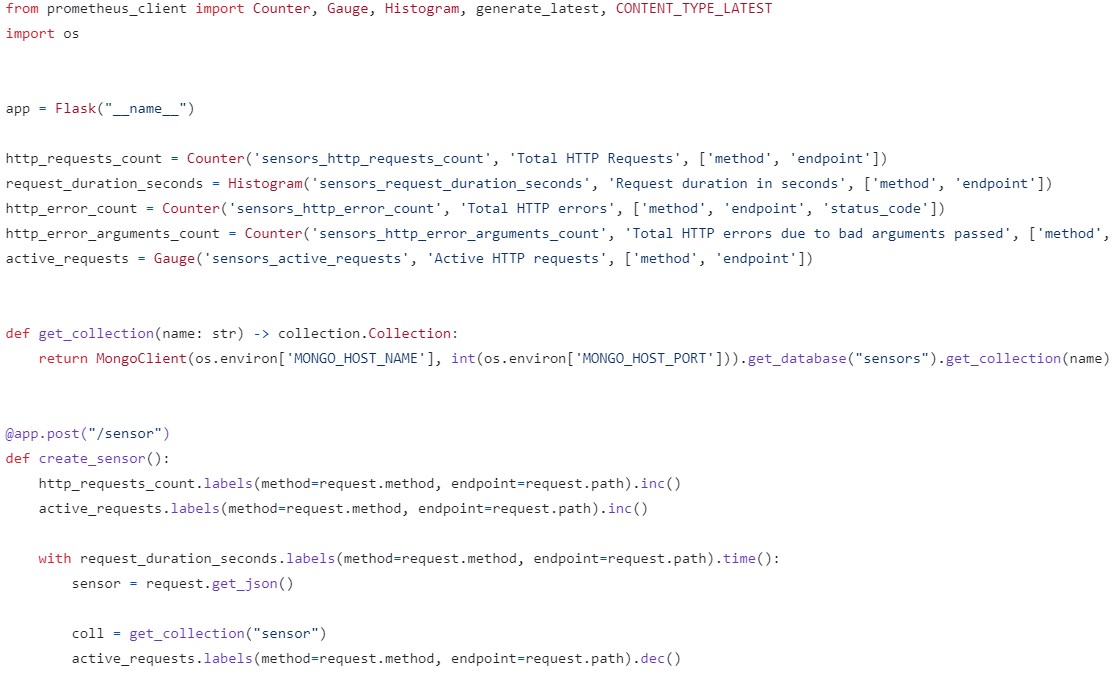 from prometheus_client import Counter, Gauge, Histogram, generate_latest, CONTENT_TYPE_LATEST
import os
app = Flask("__name__")
http_requests_count = Counter('sensors_http_requests_count', 'Total HTTP Requests', ['method', 'endpoint'])
request_duration_seconds = Histogram('sensors_request_duration_seconds', 'Request duration in seconds', ['method', 'endpoint'])
http_error_count = Counter('sensors_http_error_count', 'Total HTTP errors', ['method', 'endpoint', 'status_code'])
http_error_arguments_count = Counter('sensors_http_error_arguments_count', 'Total HTTP errors due to bad arguments passed', ['method',
active_requests = Gauge('sensors_active_requests', 'Active HTTP requests', ['method', 'endpoint'])
def get_collection(name: str) -> collection.Collection:
    return MongoClient(os.environ['MONGO_HOST_NAME'], int(os.environ['MONGO_HOST_PORT'])).get_database("sensors").get_collection(name)
@app.post("/sensor")
def create_sensor():
    http_requests_count.labels(method=request.method, endpoint=request.path).inc()
    active_requests.labels(method=request.method, endpoint=request.path).inc()
    with request_duration_seconds.labels(method=request.method, endpoint=request.path).time():
        sensor = request.get_json()
        coll = get_collection("sensor")
        active_requests.labels(method=request.method, endpoint=request.path).dec()